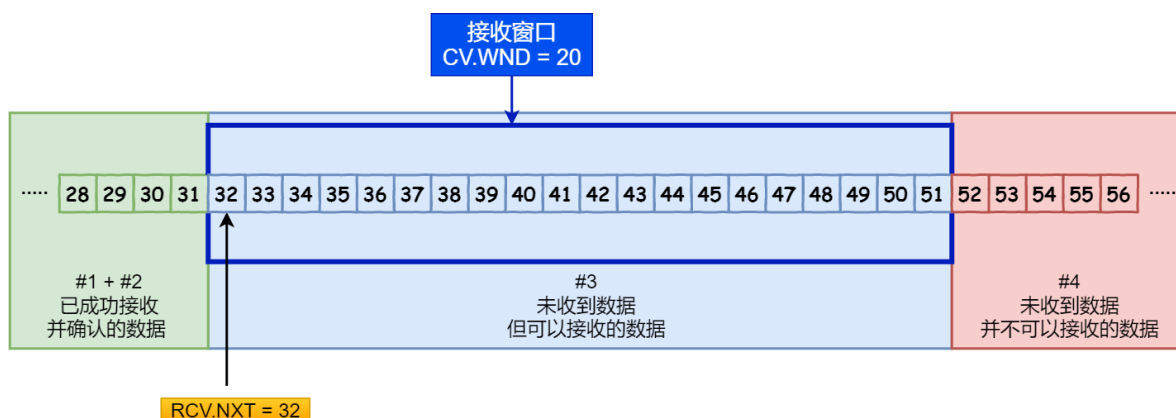 接收窗口
CV.WND = 20
..... 28 29 30 31 32 33 34 35 36 37 38 39 40 41 42 43 44 45 46 47 48 49 50 51 52 53 54 55 56 .....
#1 + #2
已成功接收
并确认的数据
#3
未收到数据
但可以接收的数据
#4
未收到数据
并不可以接收的数据
RCV.NXT = 32